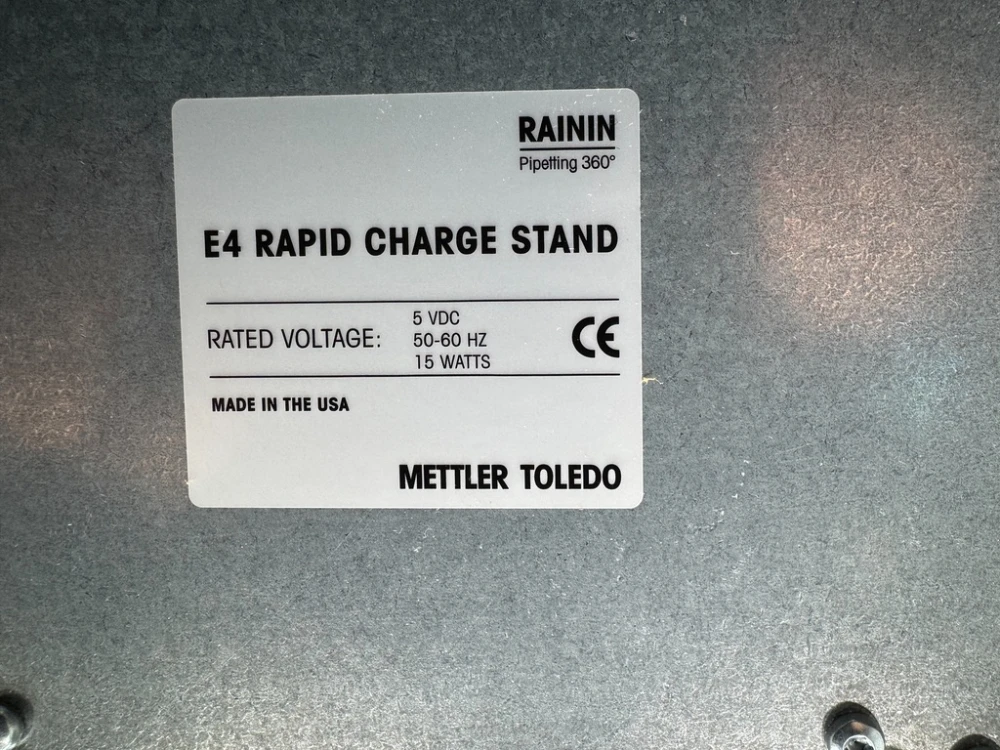 RAININ
Pipetting 360°
E4 RAPID CHARGE STAND
RATED VOLTAGE:
5 VDC
50-60 HZ
15 WATTS
CE
MADE IN THE USA
METTLER TOLEDO